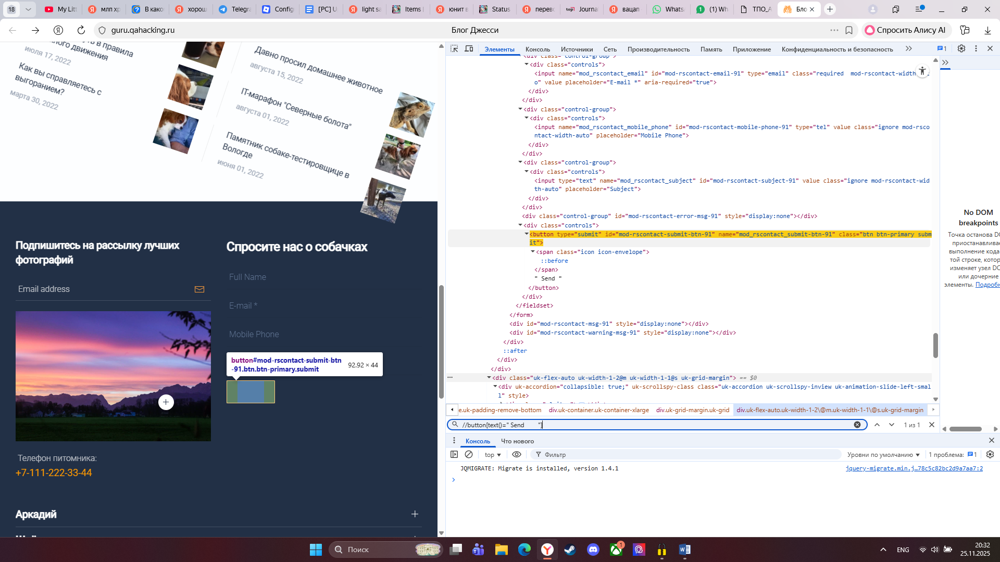 18
My Litt
млп хр
В како
хорош
Telegra
Config
[PC] U
light sa
Items
юнит в
Status
перево
top1 Journa
вацап
Whats
1 (1) Wh
ТПО_А
Бло
guru.qahacking.ru
Блог Джесси
Спросить Алису AI
в правила
ного движения
июля 17, 2022
Как вы справляетесь с
выгоранием?
марта 30, 2022
Давно просил домашнее животное
августа 15, 2022
IT-марафон "Северные болота"
августа 01, 2022
Памятник собаке-тестировщице в
Вологде
июня 01, 2022
Подпишитесь на рассылку лучших
фотографий
Email address
Телефон питомника:
+7-111-222-33-44
Спросите нас о собачках
Full Name
E-mail *
Mobile Phone
button#mod-rscontact-submit-btn
-91.btn.btn-primary.submit
92.92 × 44
Аркадий
Элементы
Консоль
Источники
Сеть
Производительность
Память
Приложение
Конфиденциальность и безопасность
1
<div class="control-group">
<div class="controls">
<input name="mod_rscontact_email" id="mod-rscontact-email-91" type="email" class="required  mod-rscontact-width
o" value placeholder="E-mail *" aria-required="true">
</div>
</div>
<div class="control-group">
<div class="controls">
<input name="mod_rscontact_mobile_phone" id="mod-rscontact-mobile-phone-91" type="tel" value class="ignore mod-rsco
ntact-width-auto" placeholder="Mobile Phone">
</div>
</div>
<div class="control-group">
<div class="controls">
<input type="text" name="mod_rscontact_subject" id="mod-rscontact-subject-91" value class="ignore mod-rscontact-wid
th-auto" placeholder="Subject">
</div>
</div>
<div class="control-group" id="mod-rscontact-error-msg-91" style="display:none"></div>
<div class="controls">
<button type="submit" id="mod-rscontact-submit-btn-91" name="mod_rscontact_submit-btn-91" class="btn btn-primary subm
it">
<span class="icon icon-envelope">
::before
</span>
" Send "
</button>
</div>
</fieldset>
</form>
<div id="mod-rscontact-msg-91" style="display:none"></div>
<div id="mod-rscontact-warning-msg-91" style="display:none"></div>
</div>
::after
</div>
</div>
<div class="uk-flex-auto uk-width-1-2@m uk-width-1-1@s uk-grid-margin"> == $0
<div uk-accordion="collapsible: true;" uk-scrollspy-class class="uk-accordion uk-scrollspy-inview uk-animation-slide-left-smal
l" style>
e.uk-padding-remove-bottom
div.uk-container.uk-container-xlarge
div.uk-grid-margin.uk-grid
div.uk-flex-auto.uk-width-1-2\@m.uk-width-1-1\@s.uk-grid-margin
//button[text()=" Send        "]
1 из 1
No DOM
breakpoints
Точка останова DO
приостанавливае
выполнение кода
той строке, котор
изменяет узел DO
или дочерние
элементы. Подробн
Консоль
Что нового
top
Фильтр
Уровни по умолчанию
1 проблема:
1
JQMIGRATE: Migrate is installed, version 1.4.1
jquery-migrate.min.j…78c5c82bc2d9a7aa7:2
Поиск
1
ENG
20:32
25.11.2025